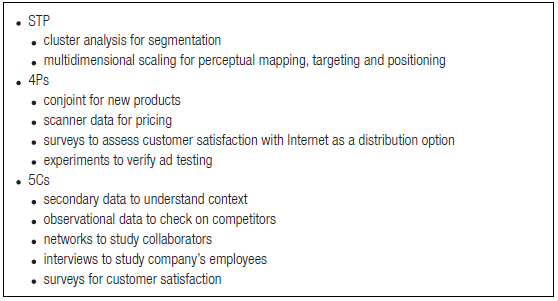 • STP
• cluster analysis for segmentation
• multidimensional scaling for perceptual mapping, targeting and positioning
• 4Ps
• conjoint for new products
• scanner data for pricing
• surveys to assess customer satisfaction with Internet as a distribution option
• experiments to verify ad testing
• 5Cs
• secondary data to understand context
• observational data to check on competitors
• networks to study collaborators
• interviews to study company’s employees
• surveys for customer satisfaction